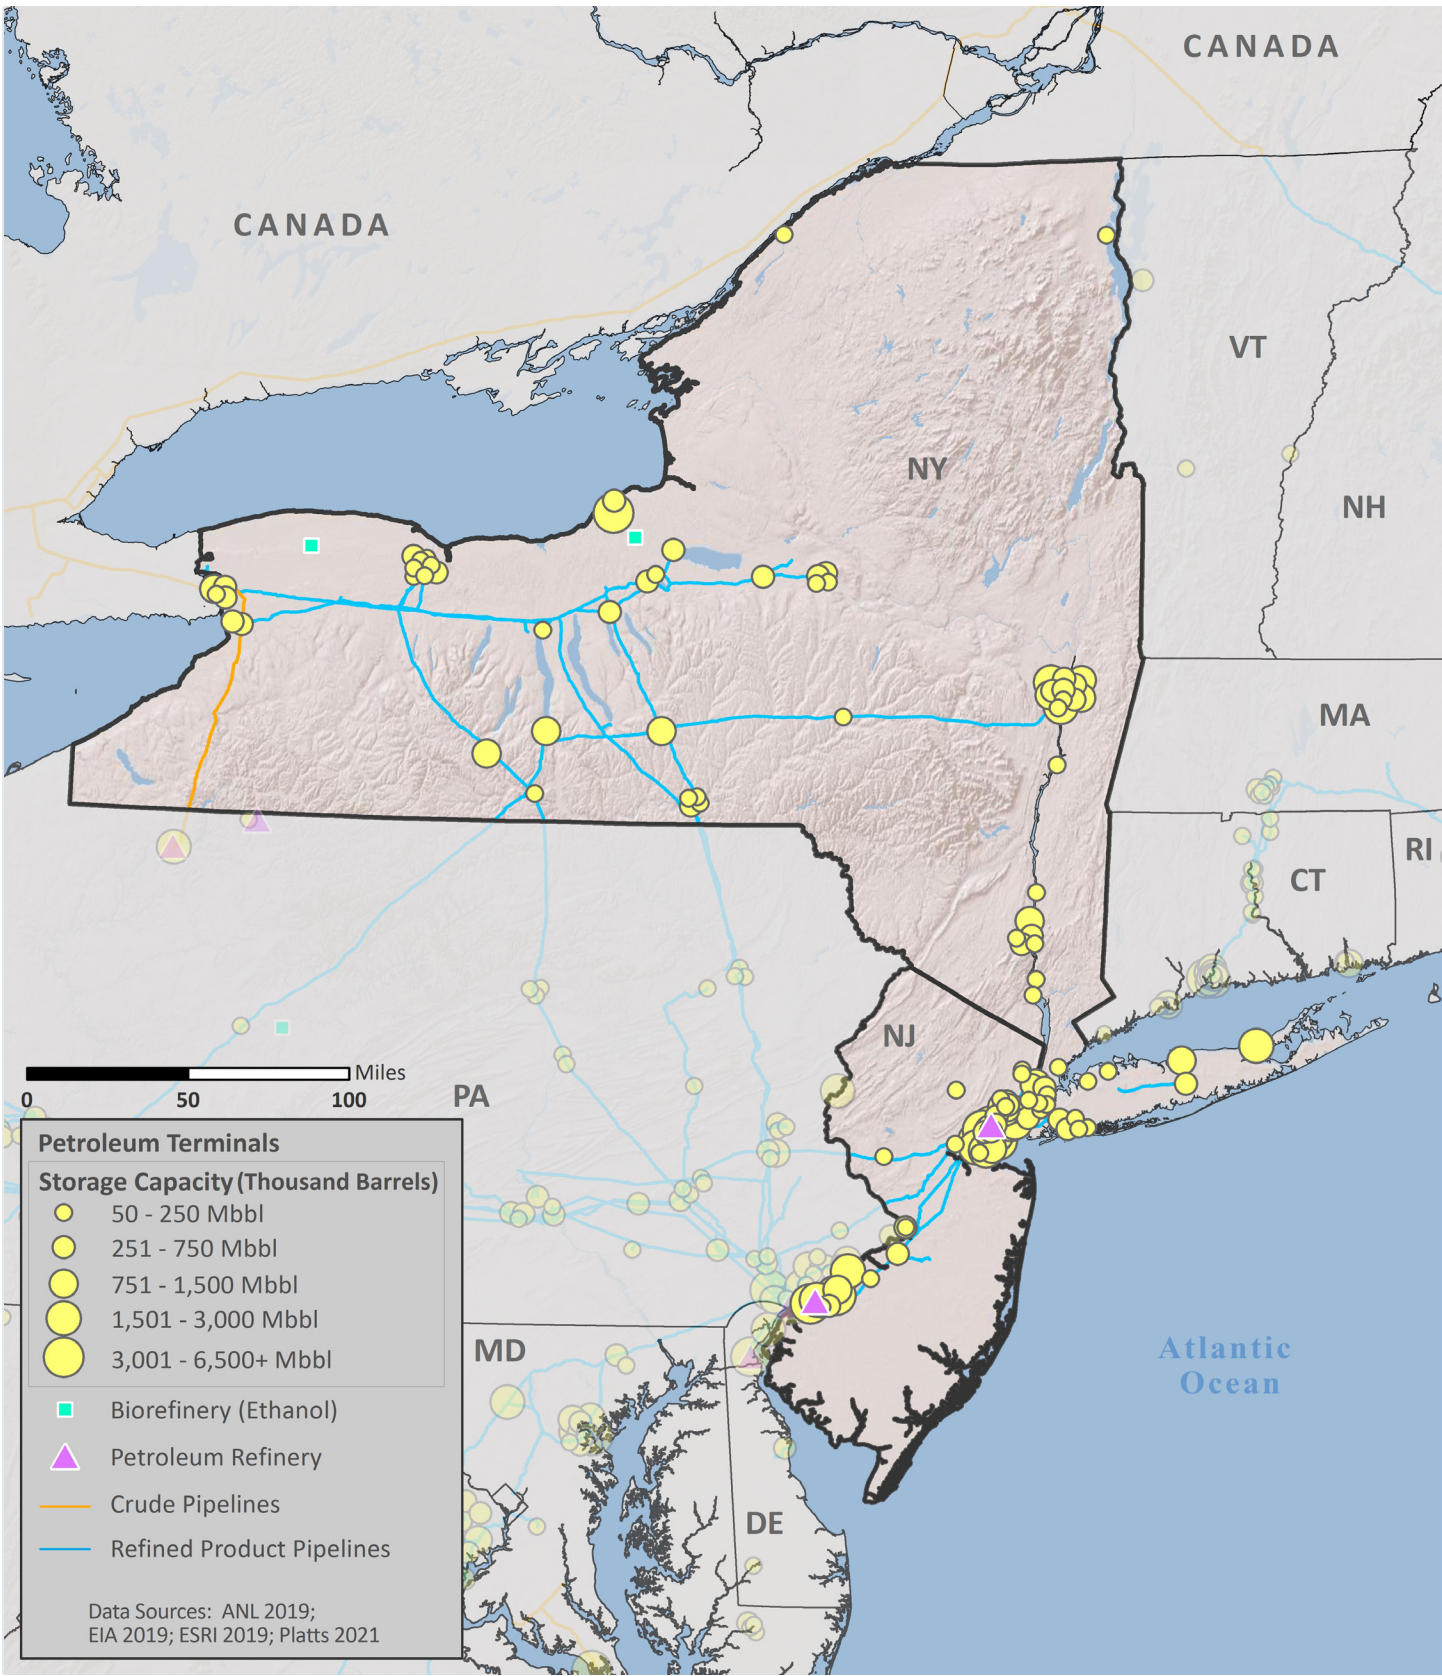 CANADA
CANADA
VT
NY
NH
MA
RI
CT
NJ
Miles
0 50 100
PA
Petroleum Terminals
Storage Capacity (Thousand Barrels)
50 - 250 Mbbl
251 - 750 Mbbl
751 - 1,500 Mbbl
1,501 - 3,000 Mbbl
3,001 - 6,500+ Mbbl
Biorefinery (Ethanol)
Petroleum Refinery
Crude Pipelines
Refined Product Pipelines
Data Sources: ANL 2019;
EIA 2019; ESRI 2019; Platts 2021
MD
Atlantic
Ocean
DE